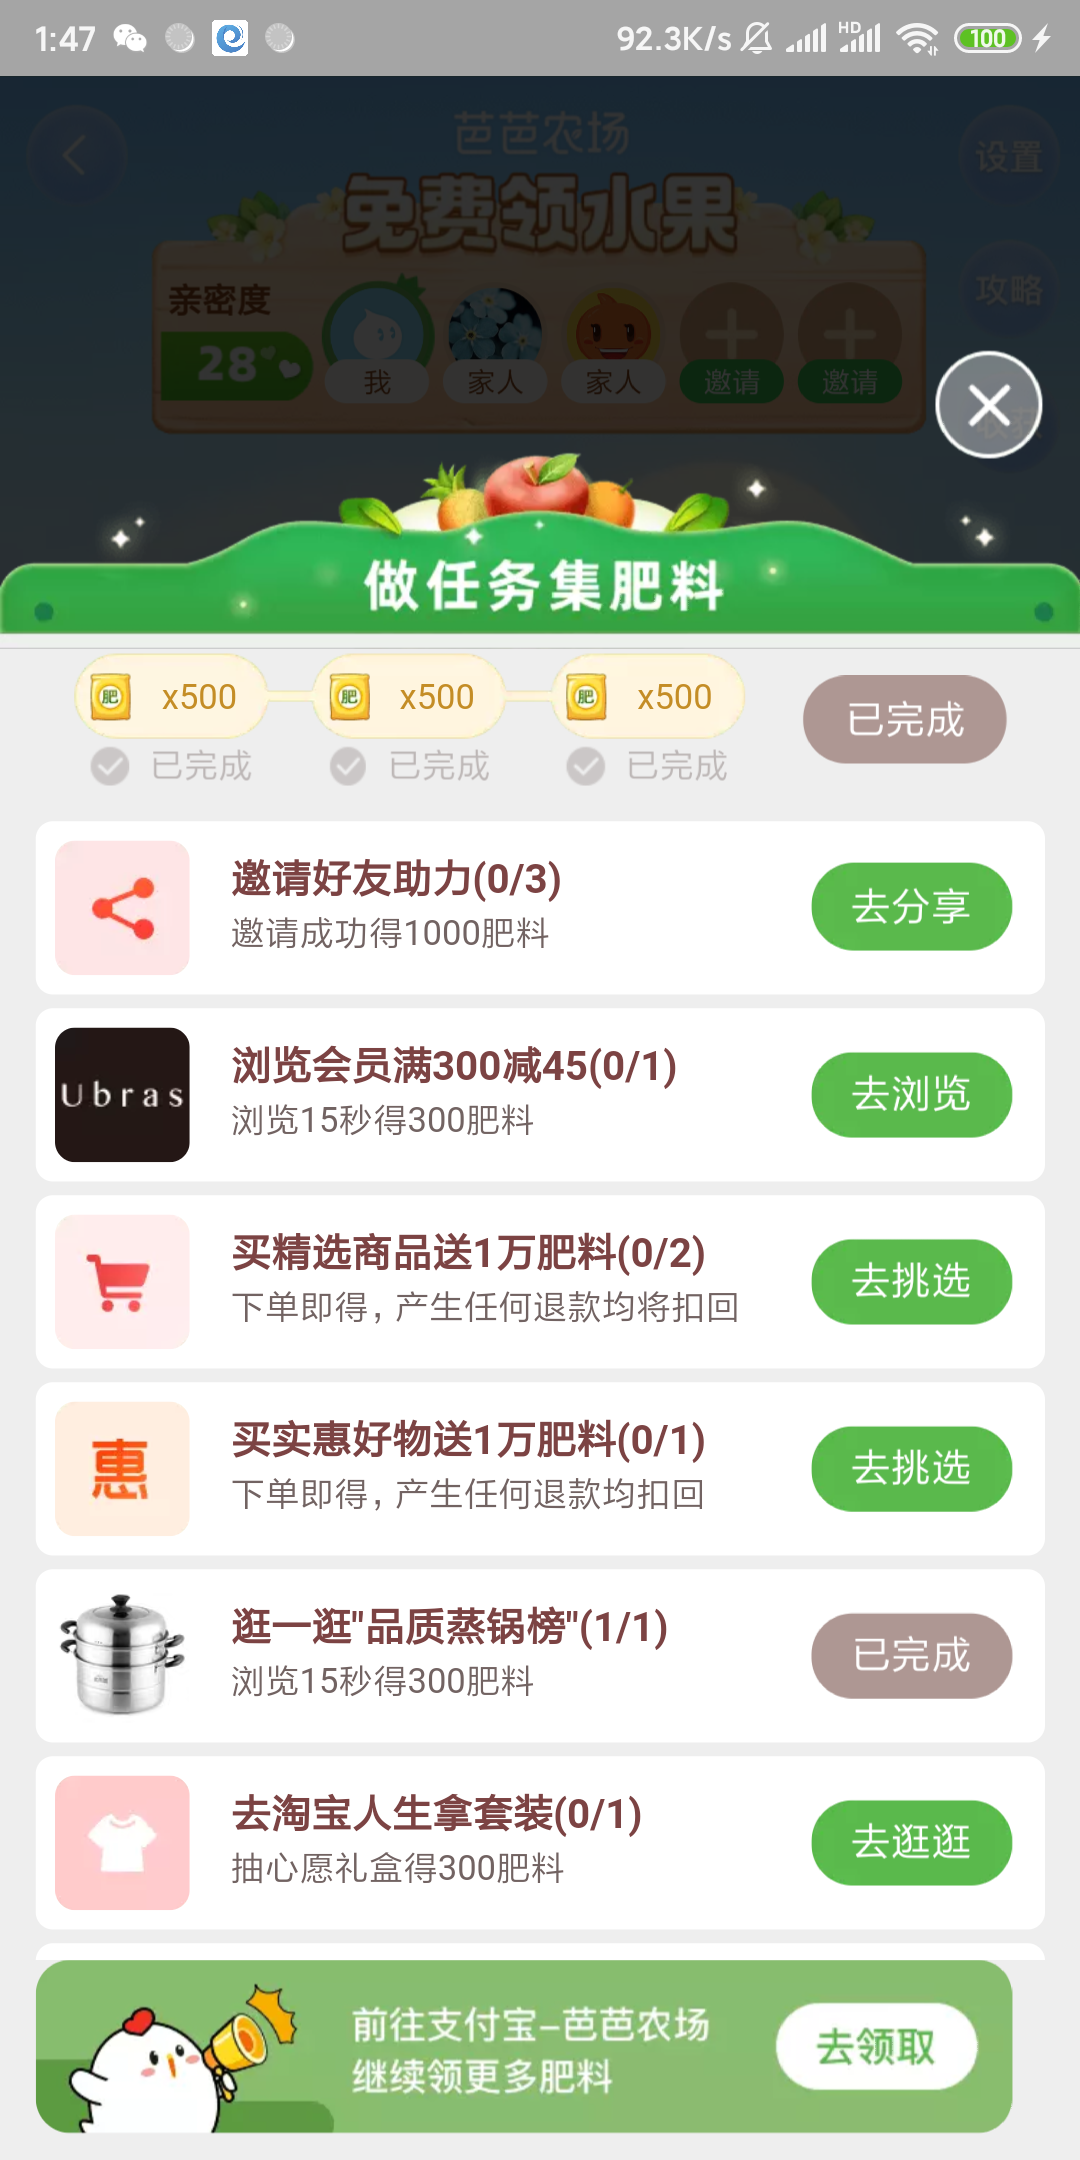 1:47
92.3K/s
HD
100
芭芭农场
设置
免费领水果
攻略
亲密度
28
我
家人
家人
邀请
邀请
做任务集肥料
肥 x500
肥 x500
肥 x500
已完成
已完成
已完成
已完成
邀请好友助力(0/3)
邀请成功得1000肥料
去分享
Ubras
浏览会员满300减45(0/1)
浏览15秒得300肥料
去浏览
买精选商品送1万肥料(0/2)
下单即得，产生任何退款均将扣回
去挑选
惠
买实惠好物送1万肥料(0/1)
下单即得，产生任何退款均扣回
去挑选
逛一逛"品质蒸锅榜"(1/1)
浏览15秒得300肥料
已完成
去淘宝人生拿套装(0/1)
抽心愿礼盒得300肥料
去逛逛
前往支付宝–芭芭农场
继续领更多肥料
去领取